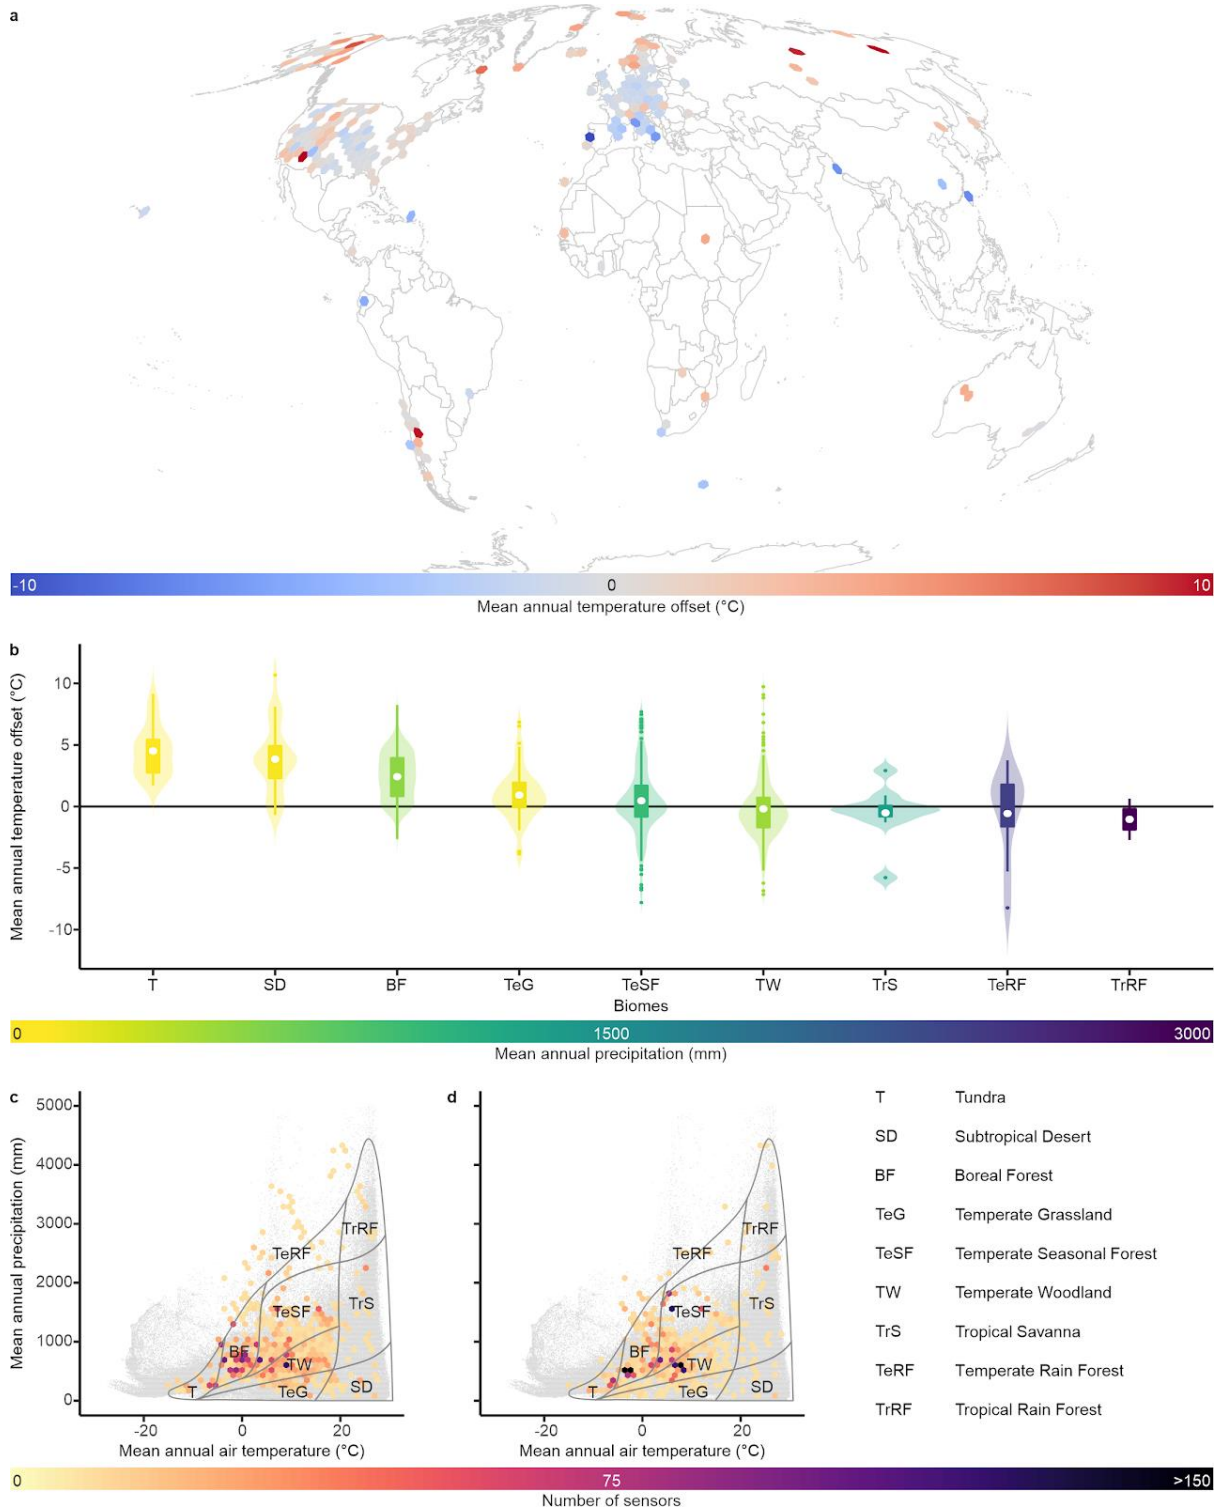 a
-10 0 10
Mean annual temperature offset (°C)
b
Mean annual temperature offset (°C)
10
5
0
-5
-10
T SD BF TeG TeSF TW TrS TeRF TrRF
Biomes
0 1500 3000
Mean annual precipitation (mm)
c
Mean annual precipitation (mm)
5000
4000
3000
2000
1000
0
TrRF
TeRF
TeSF
TrS
BF
TW
T
TeG
SD
-20 0 20
Mean annual air temperature (°C)
d
TrRF
TeRF
TeSF
TrS
BF
TW
T
TeG
SD
-20 0 20
Mean annual air temperature (°C)
T Tundra
SD Subtropical Desert
BF Boreal Forest
TeG Temperate Grassland
TeSF Temperate Seasonal Forest
TW Temperate Woodland
TrS Tropical Savanna
TeRF Temperate Rain Forest
TrRF Tropical Rain Forest
0 75 >150
Number of sensors